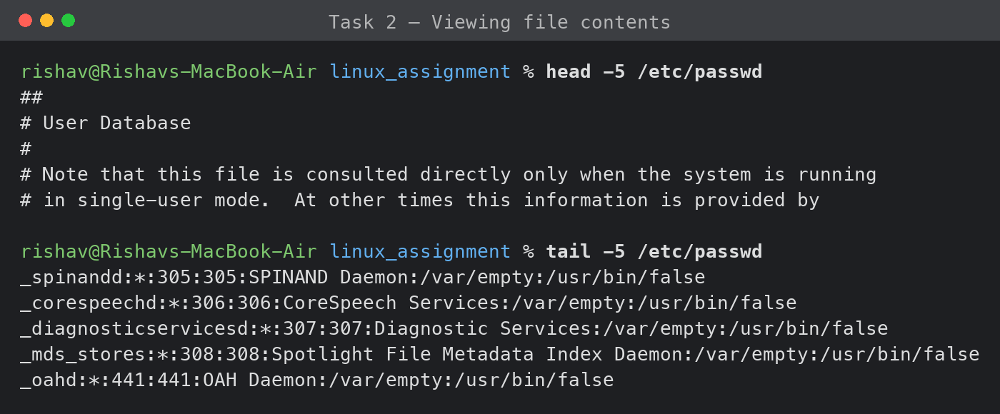 Task 2 — Viewing file contents
rishav@Rishavs-MacBook-Air linux_assignment % head -5 /etc/passwd
##
# User Database
#
# Note that this file is consulted directly only when the system is running
# in single-user mode.  At other times this information is provided by
rishav@Rishavs-MacBook-Air linux_assignment % tail -5 /etc/passwd
_spinandd:*:305:305:SPINAND Daemon:/var/empty:/usr/bin/false
_corespeechd:*:306:306:CoreSpeech Services:/var/empty:/usr/bin/false
_diagnosticservicesd:*:307:307:Diagnostic Services:/var/empty:/usr/bin/false
_mds_stores:*:308:308:Spotlight File Metadata Index Daemon:/var/empty:/usr/bin/false
_oahd:*:441:441:OAH Daemon:/var/empty:/usr/bin/false